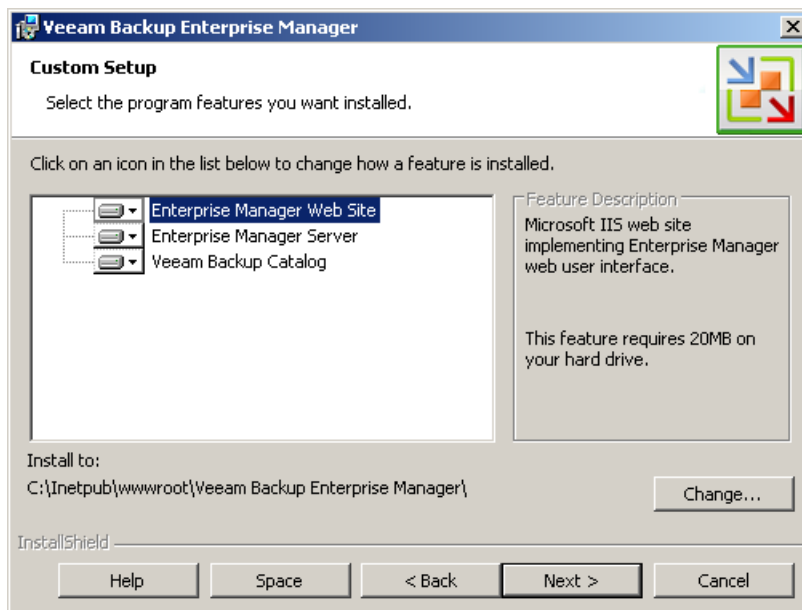 Veeam Backup Enterprise Manager
Custom Setup
Select the program features you want installed.
Click on an icon in the list below to change how a feature is installed.
Enterprise Manager Web Site
Enterprise Manager Server
Veeam Backup Catalog
Feature Description
Microsoft IIS web site
implementing Enterprise Manager
web user interface.
This feature requires 20MB on
your hard drive.
Install to:
C:\Inetpub\wwwroot\Veeam Backup Enterprise Manager\
Change...
InstallShield
Help
Space
< Back
Next >
Cancel